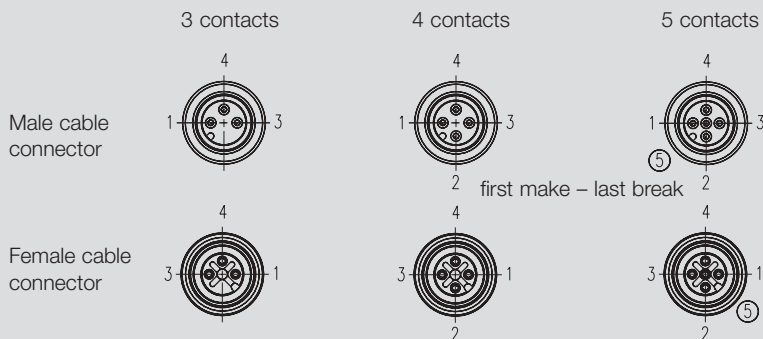 3 contacts 4 contacts 5 contacts
4 4 4
Male cable
connector
1 3 1 3 1 3
5
2 first make – last break 2
4 4 4
Female cable
connector
3 1 3 1 3 1
5
2 2